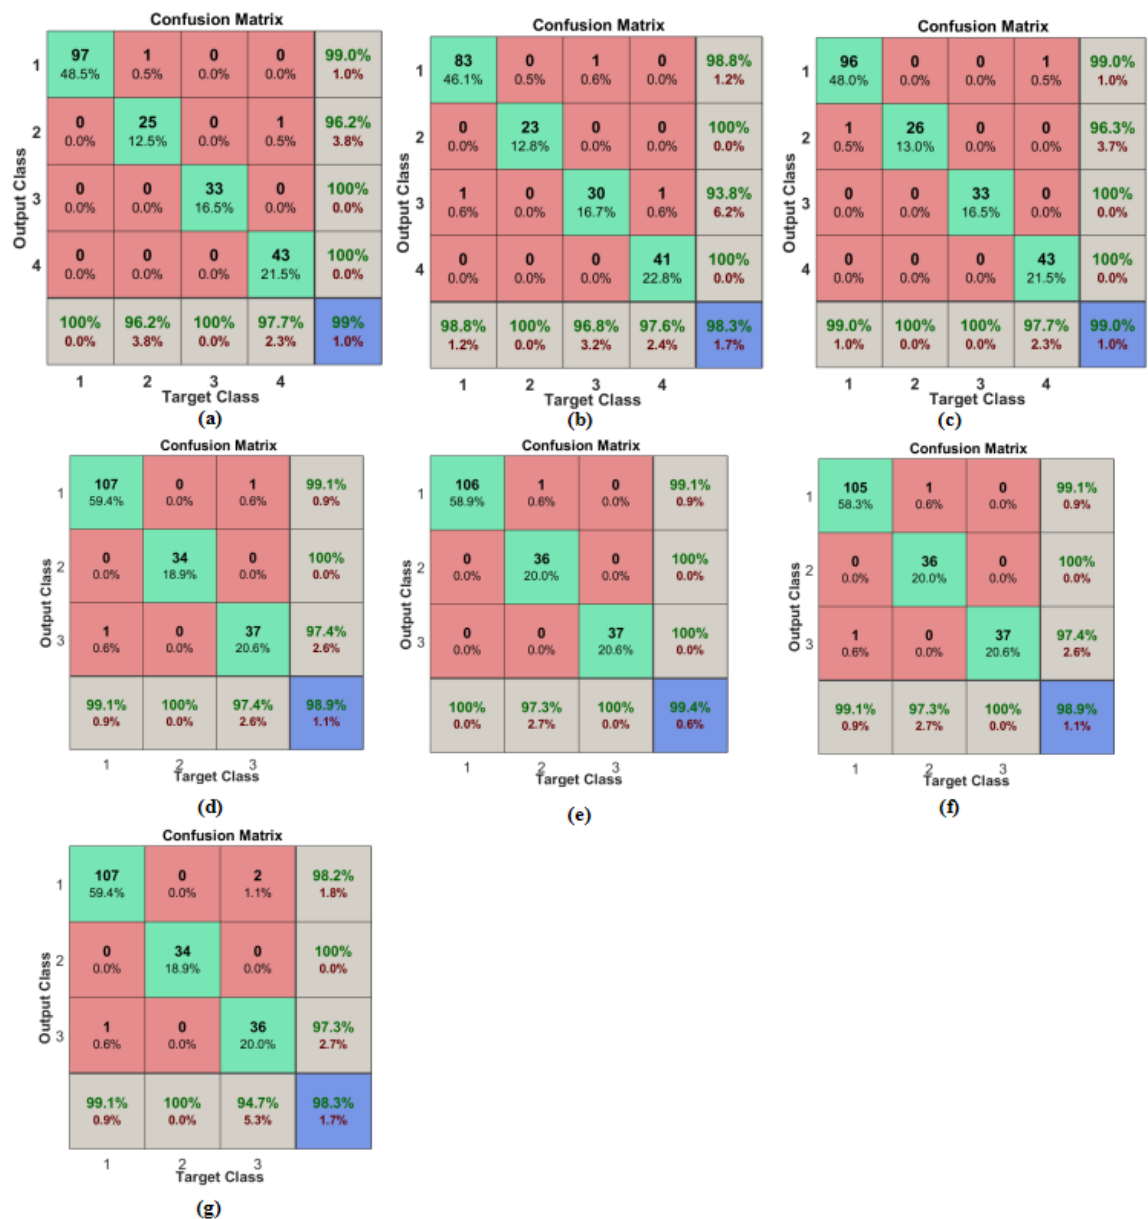 Confusion Matrix
1 97 1 0 0 99.0%
48.5% 0.5% 0.0% 0.0% 1.0%
2 0 25 0 1 96.2%
0.0% 12.5% 0.0% 0.5% 3.8%
3 0 0 33 0 100%
0.0% 0.0% 16.5% 0.0% 0.0%
4 0 0 0 43 100%
0.0% 0.0% 0.0% 21.5% 0.0%
100% 96.2% 100% 97.7% 99%
0.0% 3.8% 0.0% 2.3% 1.0%
1 2 3 4
Output Class
Target Class
(a)
Confusion Matrix
1 83 0 1 0 98.8%
46.1% 0.5% 0.6% 0.0% 1.2%
2 0 23 0 0 100%
0.0% 12.8% 0.0% 0.0% 0.0%
3 1 0 30 1 93.8%
0.6% 0.0% 16.7% 0.6% 6.2%
4 0 0 0 41 100%
0.0% 0.0% 0.0% 22.8% 0.0%
98.8% 100% 96.8% 97.6% 98.3%
1.2% 0.0% 3.2% 2.4% 1.7%
1 2 3 4
Output Class
Target Class
(b)
Confusion Matrix
1 96 0 0 1 99.0%
48.0% 0.0% 0.0% 0.5% 1.0%
2 1 26 0 0 96.3%
0.5% 13.0% 0.0% 0.0% 3.7%
3 0 0 33 0 100%
0.0% 0.0% 16.5% 0.0% 0.0%
4 0 0 0 43 100%
0.0% 0.0% 0.0% 21.5% 0.0%
99.0% 100% 100% 97.7% 99.0%
1.0% 0.0% 0.0% 2.3% 1.0%
1 2 3 4
Output Class
Target Class
(c)
Confusion Matrix
1 107 0 1 99.1%
59.4% 0.0% 0.6% 0.9%
2 0 34 0 100%
0.0% 18.9% 0.0% 0.0%
3 1 0 37 97.4%
0.6% 0.0% 20.6% 2.6%
99.1% 100% 97.4% 98.9%
0.9% 0.0% 2.6% 1.1%
1 2 3
Output Class
Target Class
(d)
Confusion Matrix
1 106 1 0 99.1%
58.9% 0.6% 0.0% 0.9%
2 0 36 0 100%
0.0% 20.0% 0.0% 0.0%
3 0 0 37 100%
0.0% 0.0% 20.6% 0.0%
100% 97.3% 100% 99.4%
0.0% 2.7% 0.0% 0.6%
1 2 3
Output Class
Target Class
(e)
Confusion Matrix
1 105 1 0 99.1%
58.3% 0.6% 0.0% 0.9%
2 0 36 0 100%
0.0% 20.0% 0.0% 0.0%
3 1 0 37 97.4%
0.6% 0.0% 20.6% 2.6%
99.1% 97.3% 100% 98.9%
0.9% 2.7% 0.0% 1.1%
1 2 3
Output Class
Target Class
(f)
Confusion Matrix
1 107 0 2 98.2%
59.4% 0.0% 1.1% 1.8%
2 0 34 0 100%
0.0% 18.9% 0.0% 0.0%
3 1 0 36 97.3%
0.6% 0.0% 20.0% 2.7%
99.1% 100% 94.7% 98.3%
0.9% 0.0% 5.3% 1.7%
1 2 3
Output Class
Target Class
(g)